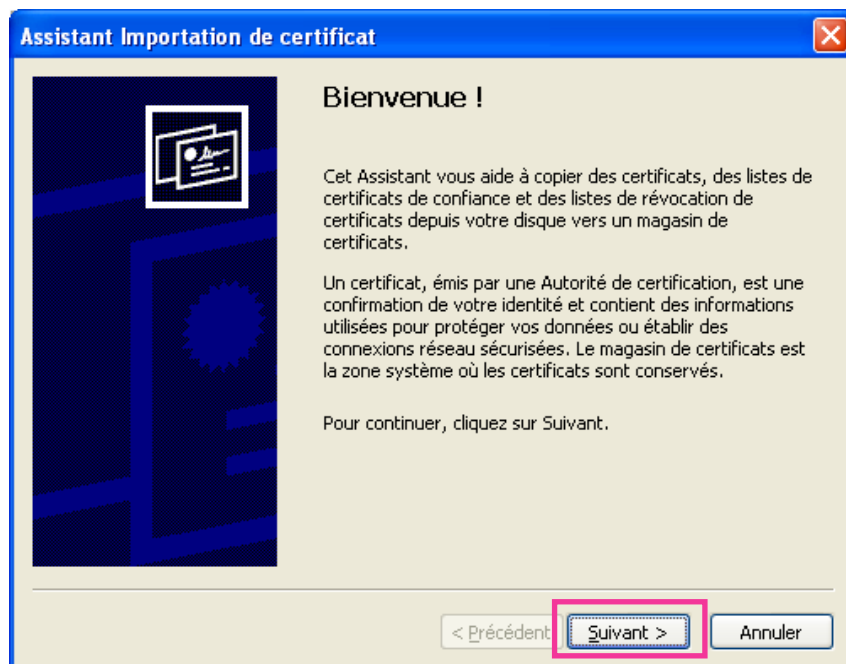 Assistant Importation de certificat
Bienvenue !
Cet Assistant vous aide à copier des certificats, des listes de
certificats de confiance et des listes de révocation de
certificats depuis votre disque vers un magasin de
certificats.
Un certificat, émis par une Autorité de certification, est une
confirmation de votre identité et contient des informations
utilisées pour protéger vos données ou établir des
connexions réseau sécurisées. Le magasin de certificats est
la zone système où les certificats sont conservés.
Pour continuer, cliquez sur Suivant.
< Précédent Suivant > Annuler